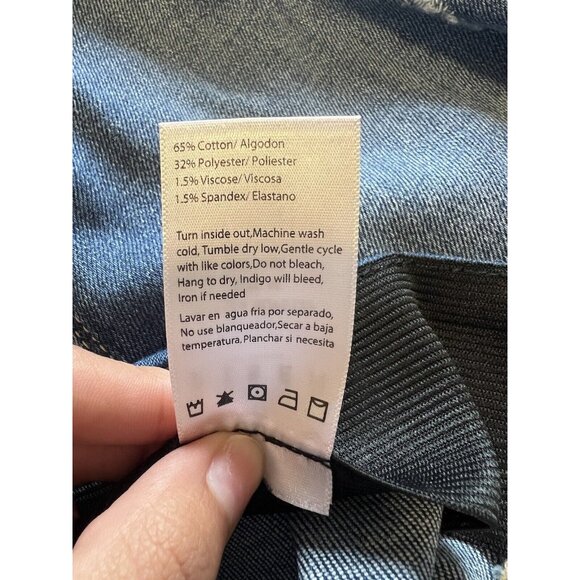 65% Cotton/ Algodon
32% Polyester/ Poliester
1.5% Viscose/ Viscosa
1.5% Spandex/ Elastano
Turn inside out,Machine wash
cold, Tumble dry low,Gentle cycle
with like colors,Do not bleach,
Hang to dry, Indigo will bleed,
Iron if needed
Lavar en agua fria por separado,
No use blanqueador,Secar a baja
temperatura. Planchar si necesita